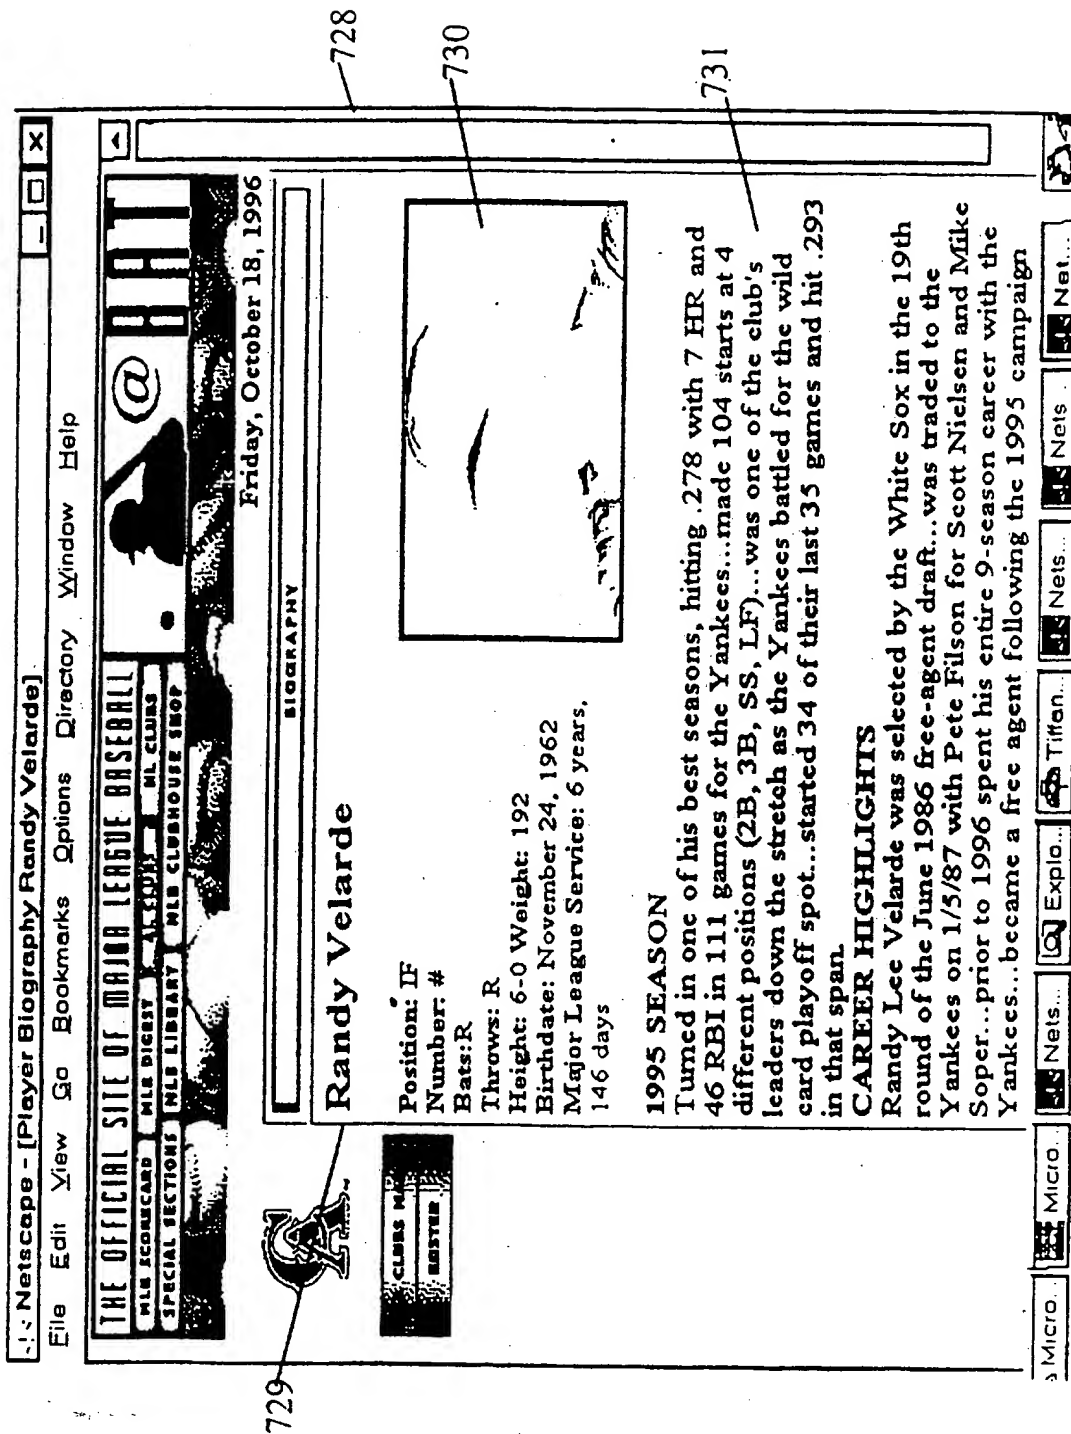 Netscape - [Player Biography Randy Velarde]
File Edit View Go Bookmarks Options Directory Window Help
THE OFFICIAL SITE OF MAJOR LEAGUE BASEBALL
@ BAT
MLB SCORECARD MLB DIGEST AL CLUBS NL CLUBS
SPECIAL SECTIONS MLB LIBRARY MLB CLUBHOUSE SHOP
Friday, October 18, 1996
BIOGRAPHY
728
729
CA
Randy Velarde
730
CLUBS
ROSTER
Position: IF
Number: #
Bats:R
Throws: R
Height: 6-0 Weight: 192
Birthdate: November 24, 1962
Major League Service: 6 years,
146 days
731
1995 SEASON
Turned in one of his best seasons, hitting .278 with 7 HR and
46 RBI in 111 games for the Yankees...made 104 starts at 4
different positions (2B, 3B, SS, LF)...was one of the club's
leaders down the stretch as the Yankees battled for the wild
card playoff spot...started 34 of their last 35 games and hit .293
in that span.
CAREER HIGHLIGHTS
Randy Lee Velarde was selected by the White Sox in the 19th
round of the June 1986 free-agent draft...was traded to the
Yankees on 1/5/87 with Pete Filson for Scott Nielsen and Mike
Soper...prior to 1996 spent his entire 9-season career with the
Yankees...became a free agent following the 1995 campaign
Micro... Micro... Nets... Explo... Tiffan... Nets... Nets... Net...